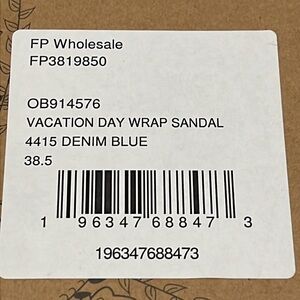 FP Wholesale
FP3819850
OB914576
VACATION DAY WRAP SANDAL
4415 DENIM BLUE
38.5
1 96347 68847 3
196347688473